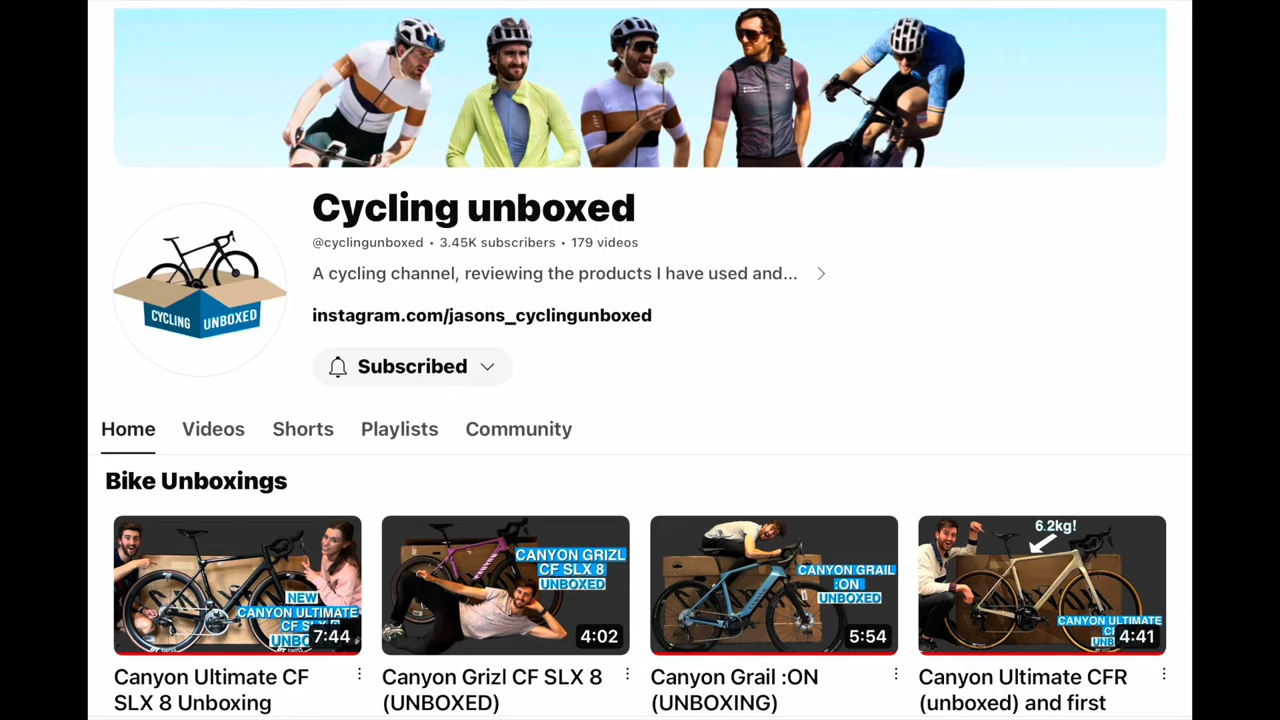 Cycling unboxed
@cyclingunboxed • 3.45K subscribers • 179 videos
A cycling channel, reviewing the products I have used and...
CYCLING UNBOXED
instagram.com/jasons_cyclingunboxed
Subscribed
Home Videos Shorts Playlists Community
Bike Unboxings
NEW
CANYON ULTIMATE
CF SLX 8
7:44
CANYON GRIZL
CF SLX 8
UNBOXED
4:02
CANYON GRAIL
:ON
UNBOXED
5:54
6.2kg!
CANYON ULTIMATE
4:41
Canyon Ultimate CF
SLX 8 Unboxing
Canyon Grizl CF SLX 8
(UNBOXED)
Canyon Grail :ON
(UNBOXING)
Canyon Ultimate CFR
(unboxed) and first